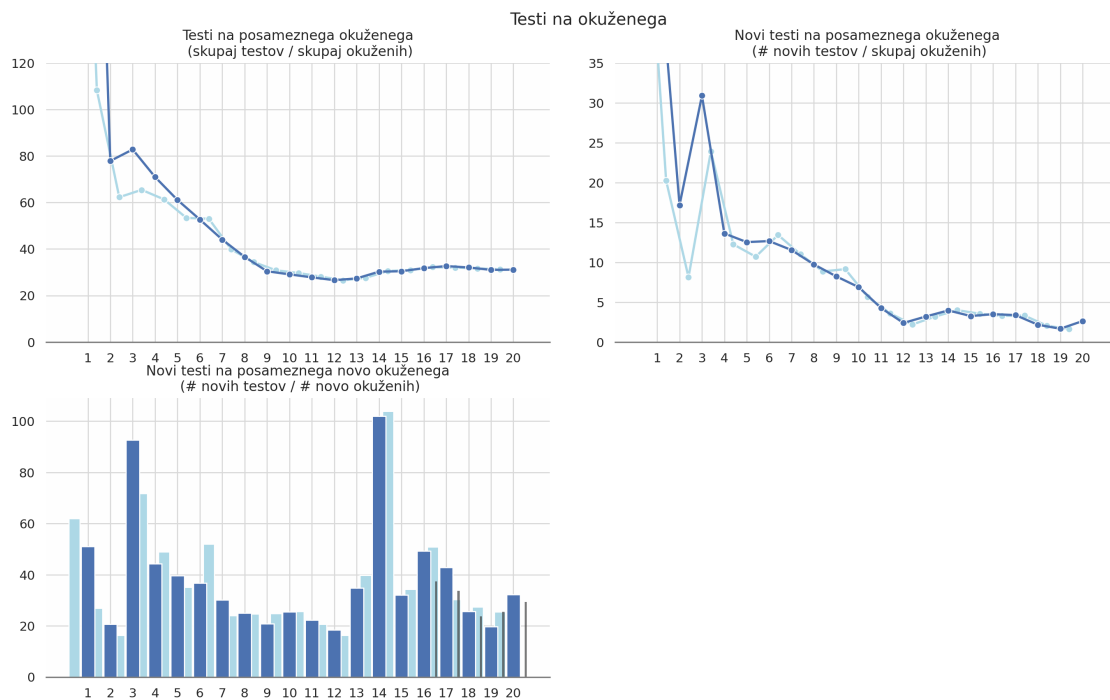 Testi na okuženega
Testi na posameznega okuženega
(skupaj testov / skupaj okuženih)
120
100
80
60
40
20
0
1 2 3 4 5 6 7 8 9 10 11 12 13 14 15 16 17 18 19 20
Novi testi na posameznega okuženega
(# novih testov / skupaj okuženih)
35
30
25
20
15
10
5
0
1 2 3 4 5 6 7 8 9 10 11 12 13 14 15 16 17 18 19 20
Novi testi na posameznega novo okuženega
(# novih testov / # novo okuženih)
100
80
60
40
20
0
1 2 3 4 5 6 7 8 9 10 11 12 13 14 15 16 17 18 19 20